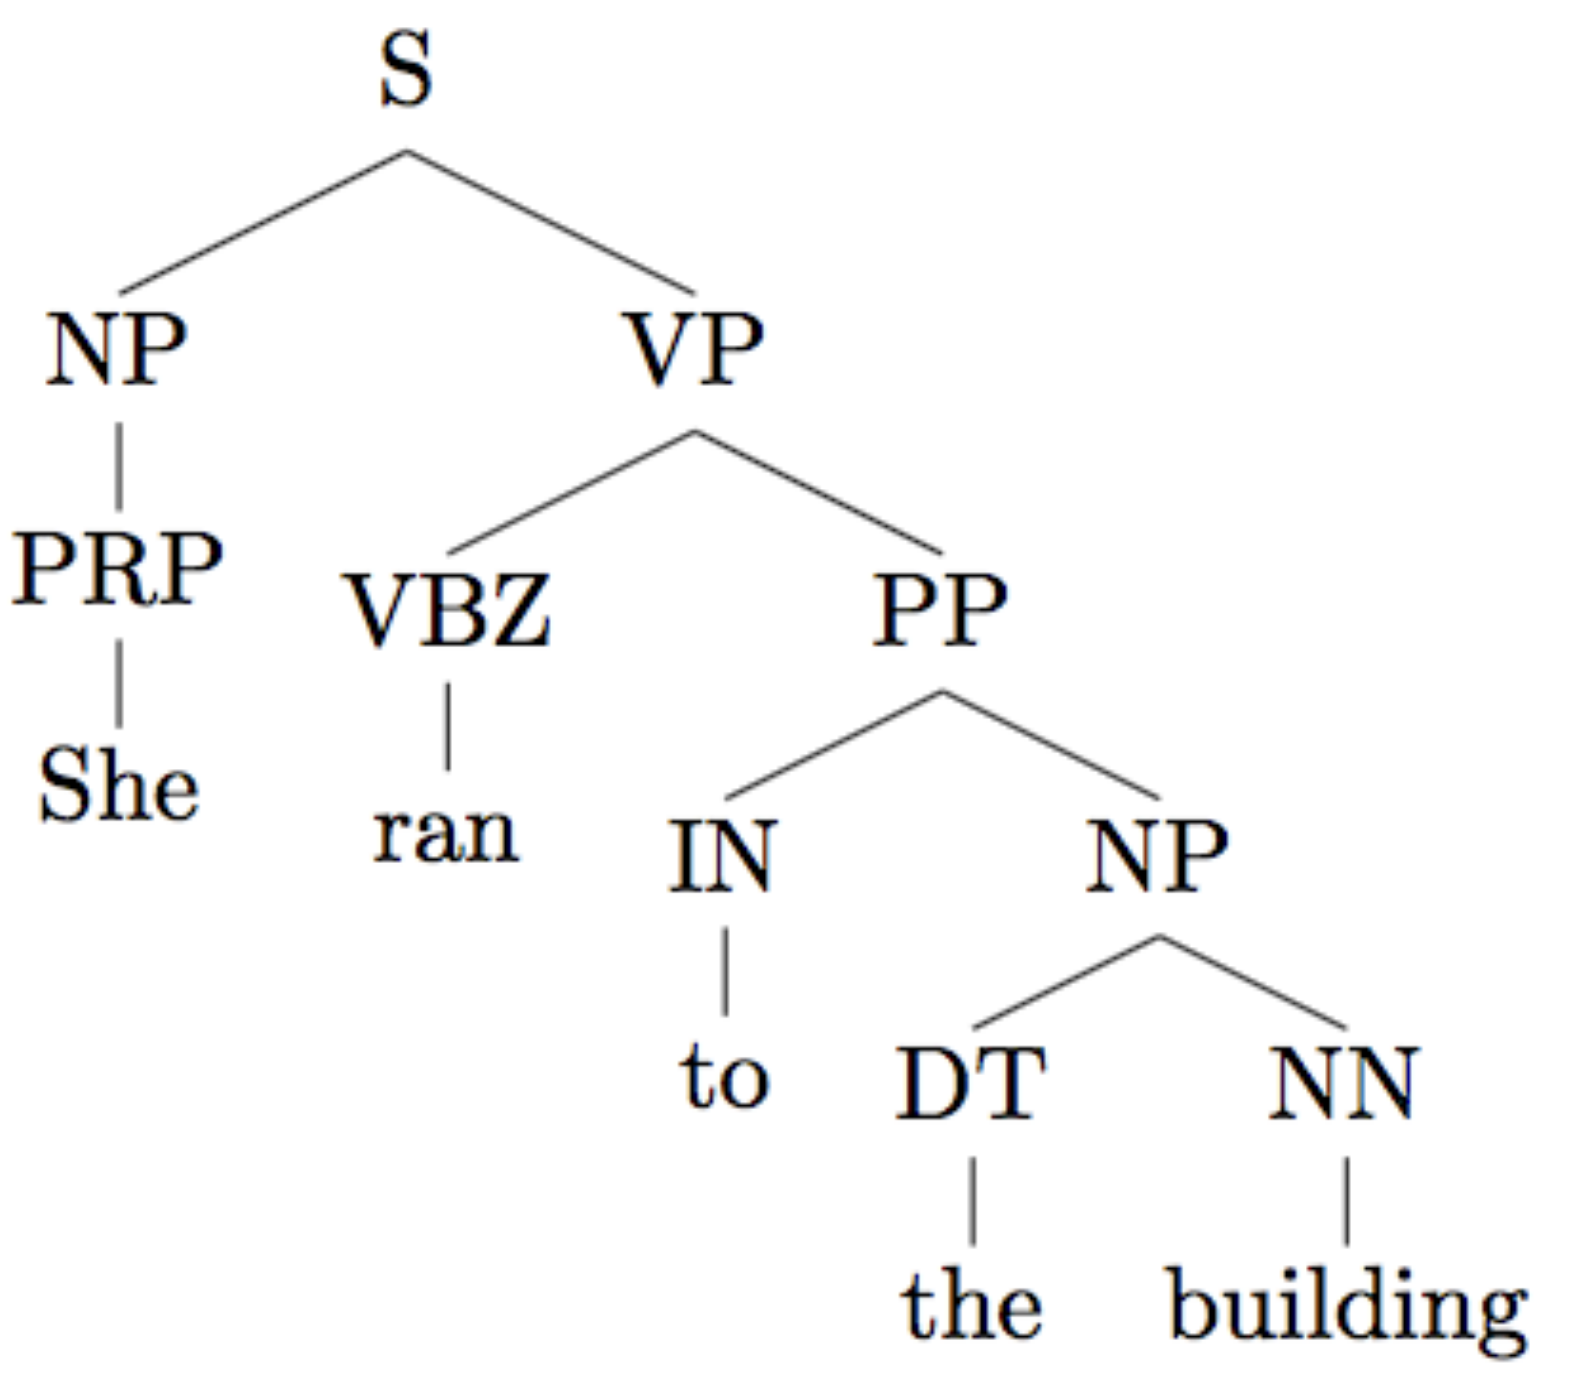 S
NP VP
PRP VBZ PP
She ran IN NP
to DT NN
the building